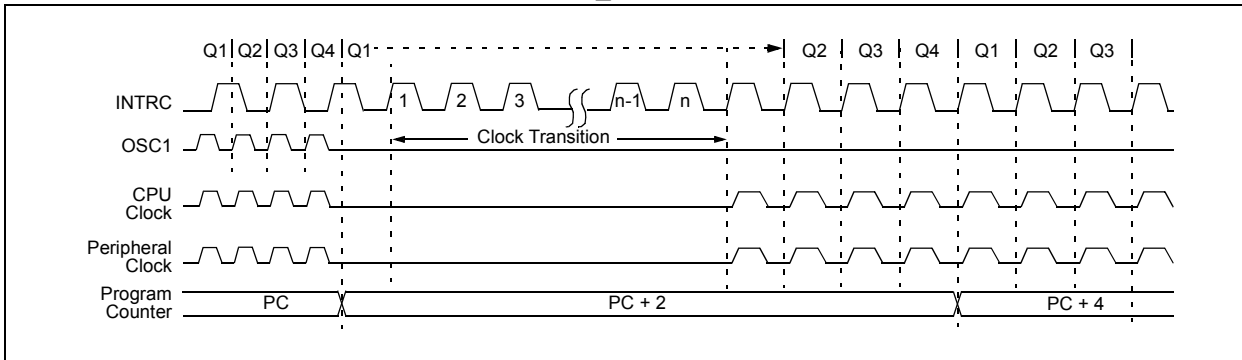 Q1 Q2 Q3 Q4 Q1 Q2 Q3 Q4 Q1 Q2 Q3
INTRC 1 2 3 n-1 n
Clock Transition
OSC1
CPU
Clock
Peripheral
Clock
Program
Counter
PC PC + 2 PC + 4